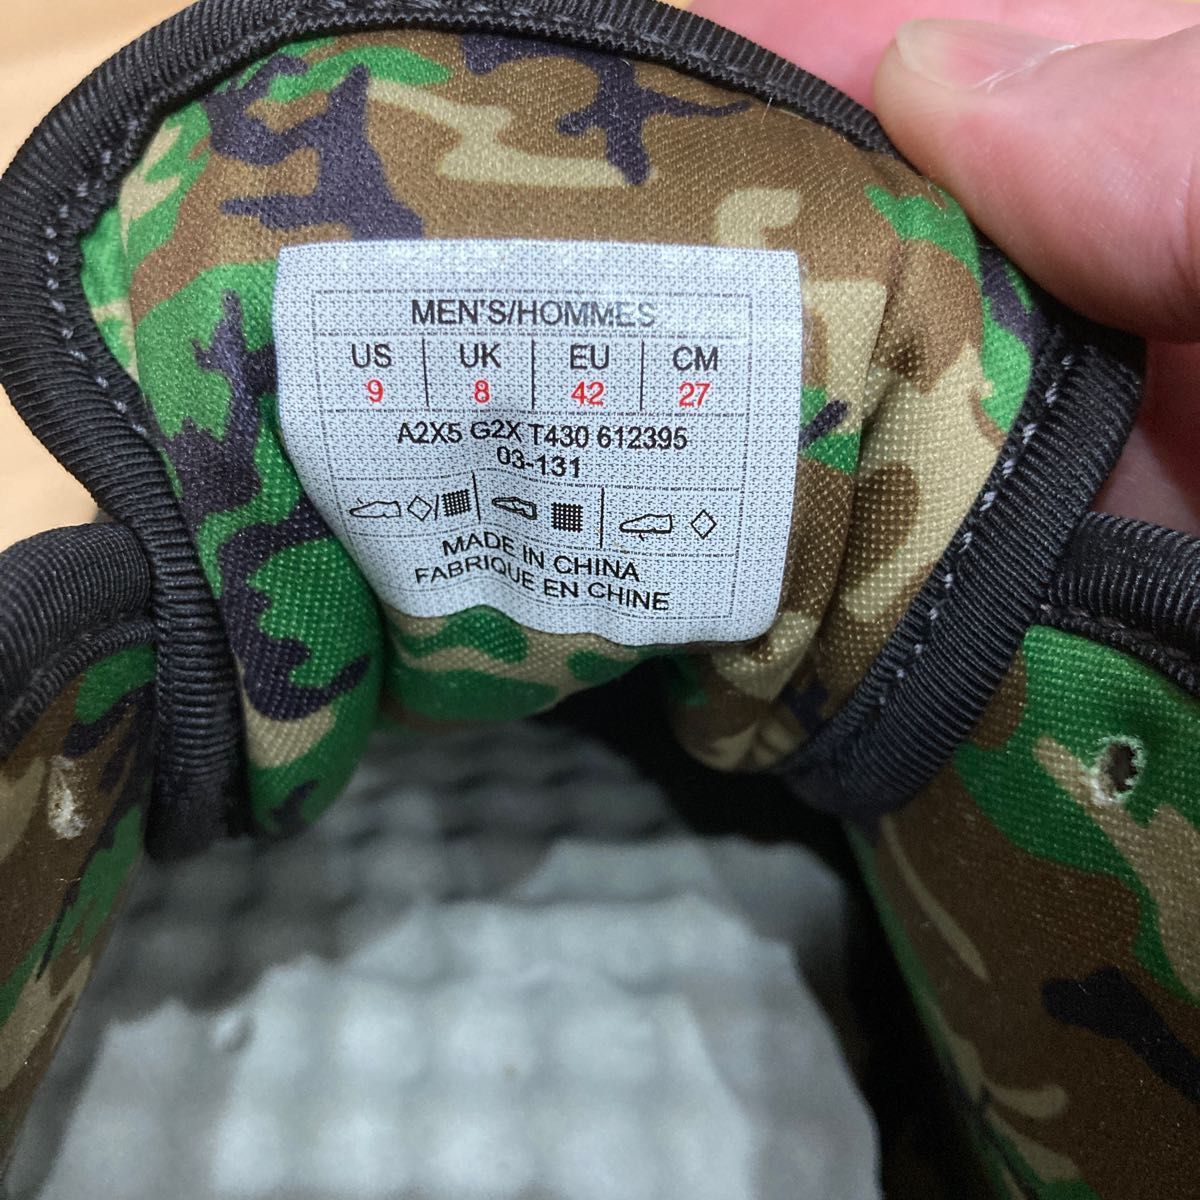 MEN'S/HOMMES
US UK EU CM
9 8 42 27
A2X5 G2X T430 612395
03-131
MADE IN CHINA
FABRIQUE EN CHINE